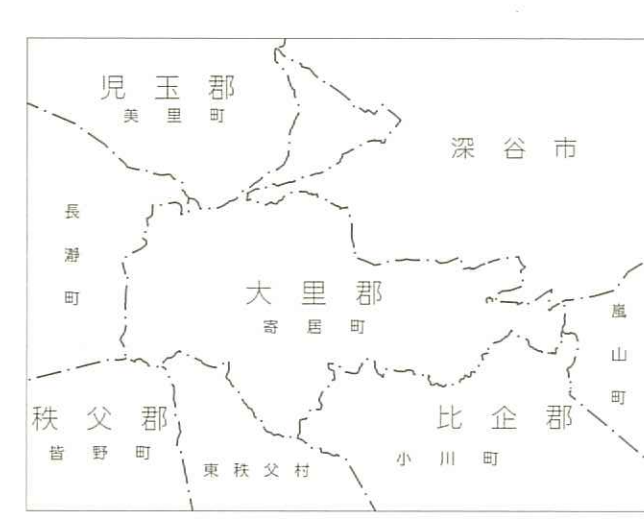 児玉郡
美里町
深谷市
長瀞町
大里郡
寄居町
嵐山町
秩父郡
皆野町
東秩父村
比企郡
小川町